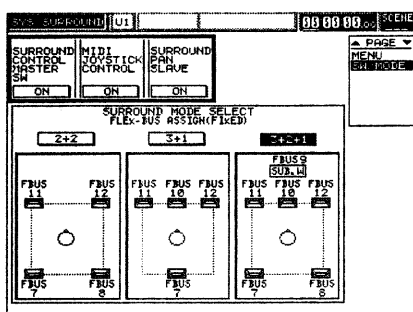 SYS SURROUND U1 00 00 00.00 SCENE
SURROUND CONTROL MASTER SW ON
MIDI JOYSTICK CONTROL ON
SURROUND PAN SLAVE ON
▲ PAGE ▼
MENU
SW MODE
SURROUND MODE SELECT
FLEX-BUS ASSIGN(FIXED)
2+2 3+1 2+2+1
FBUS9
SUB.W
FBUS 11 FBUS 12 FBUS 11 FBUS 10 FBUS 12 FBUS 11 FBUS 10 FBUS 12
FBUS 7 FBUS 8 FBUS 7 FBUS 7 FBUS 8